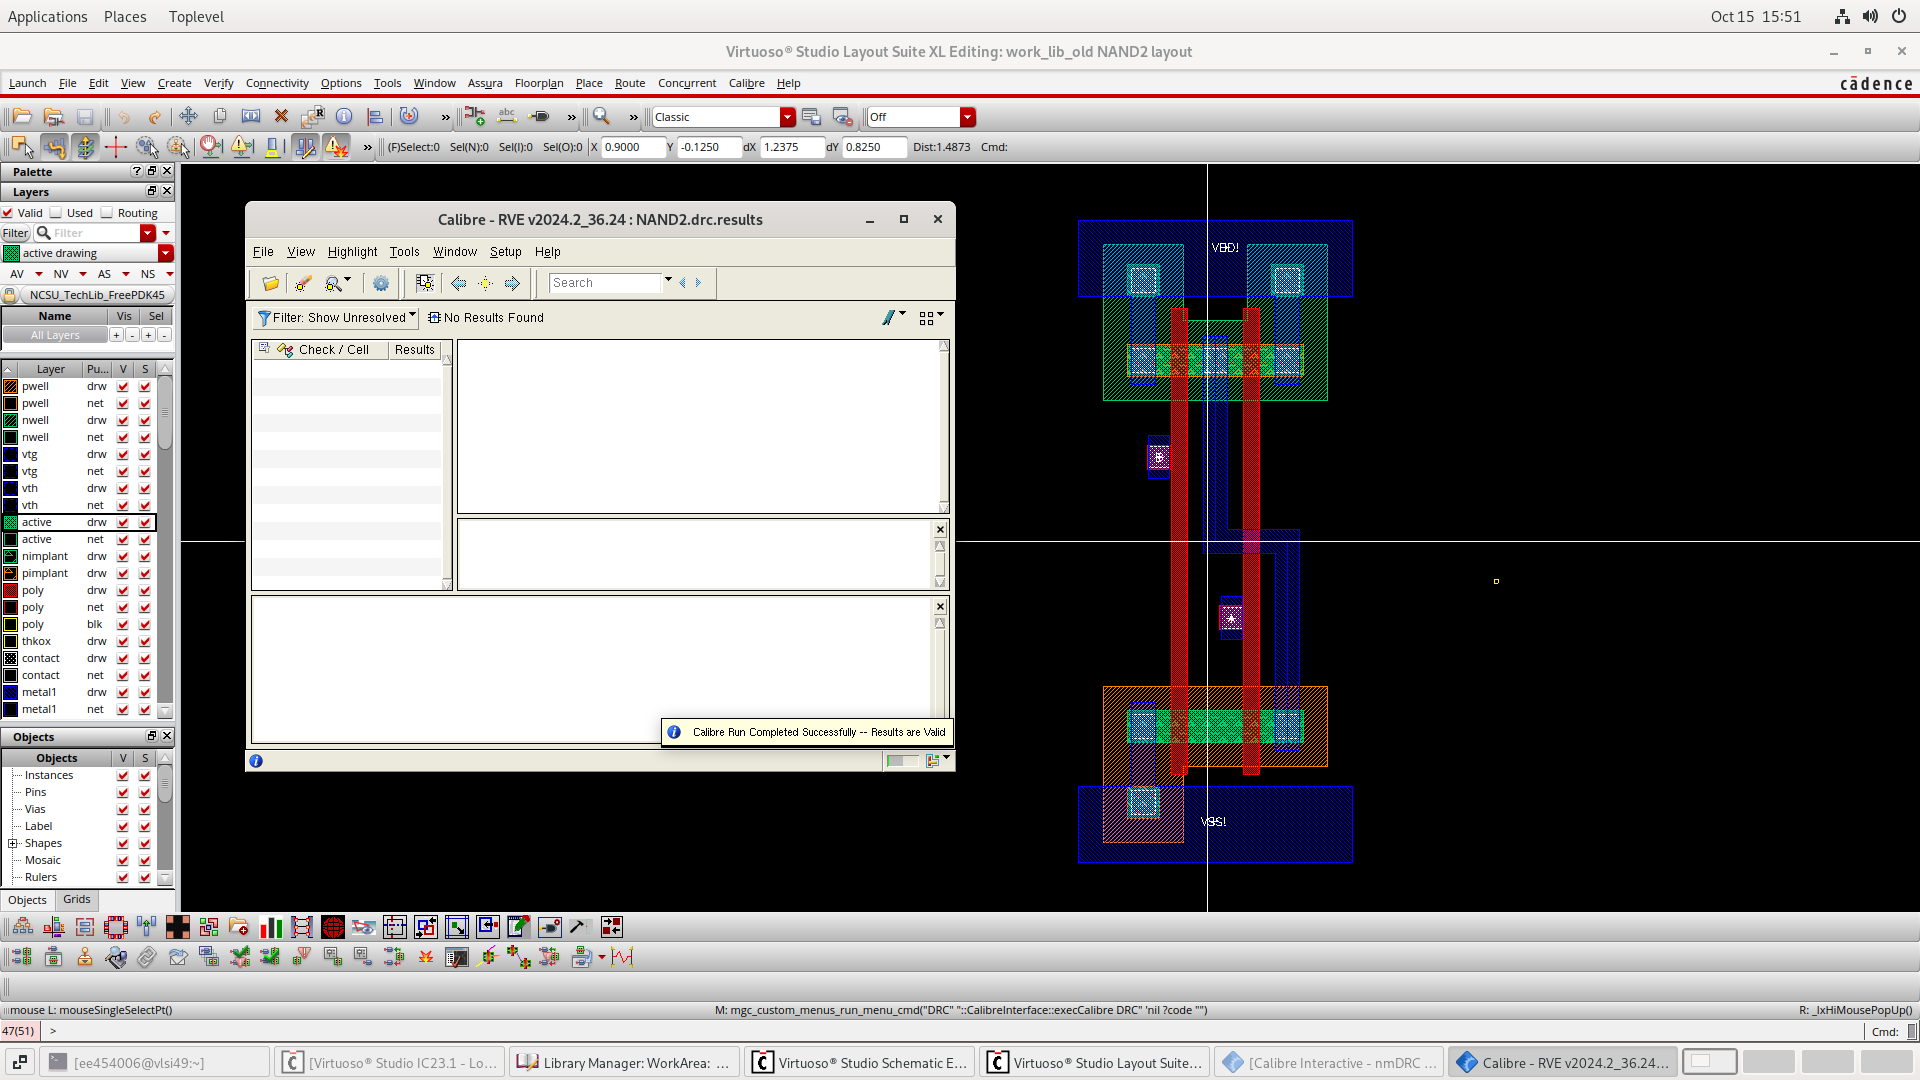 Applications Places Toplevel Oct 15 15:51
Virtuoso® Studio Layout Suite XL Editing: work_lib_old NAND2 layout
Launch File Edit View Create Verify Connectivity Options Tools Window Assura Floorplan Place Route Concurrent Calibre Help cādence
Classic Off
(F)Select:0 Sel(N):0 Sel(I):0 Sel(O):0 X 0.9000 Y -0.1250 dX 1.2375 dY 0.8250 Dist:1.4873 Cmd:
Palette
Layers
Valid Used Routing
Filter Filter
active drawing
AV NV AS NS
NCSU_TechLib_FreePDK45
Name Vis Sel
All Layers + - + -
Layer Pu... V S
pwell drw
pwell net
nwell drw
nwell net
vtg drw
vtg net
vth drw
vth net
active drw
active net
nimplant drw
pimplant drw
poly drw
poly net
poly blk
thkox drw
contact drw
contact net
metal1 drw
metal1 net
Objects
Objects V S
Instances
Pins
Vias
Label
Shapes
Mosaic
Rulers
Objects Grids
Calibre - RVE v2024.2_36.24 : NAND2.drc.results
File View Highlight Tools Window Setup Help
Search
Filter: Show Unresolved No Results Found
Check / Cell Results
Calibre Run Completed Successfully -- Results are Valid
B
A
mouse L: mouseSingleSelectPt() M: mgc_custom_menus_run_menu_cmd("DRC" "::CalibreInterface::execCalibre DRC" 'nil ?code "") R: _lxHiMousePopUp()
47(51) > Cmd:
[ee454006@vlsi49:~] [Virtuoso® Studio IC23.1 - Lo... Library Manager: WorkArea: ... Virtuoso® Studio Schematic E... Virtuoso® Studio Layout Suite... [Calibre Interactive - nmDRC ... Calibre - RVE v2024.2_36.24...